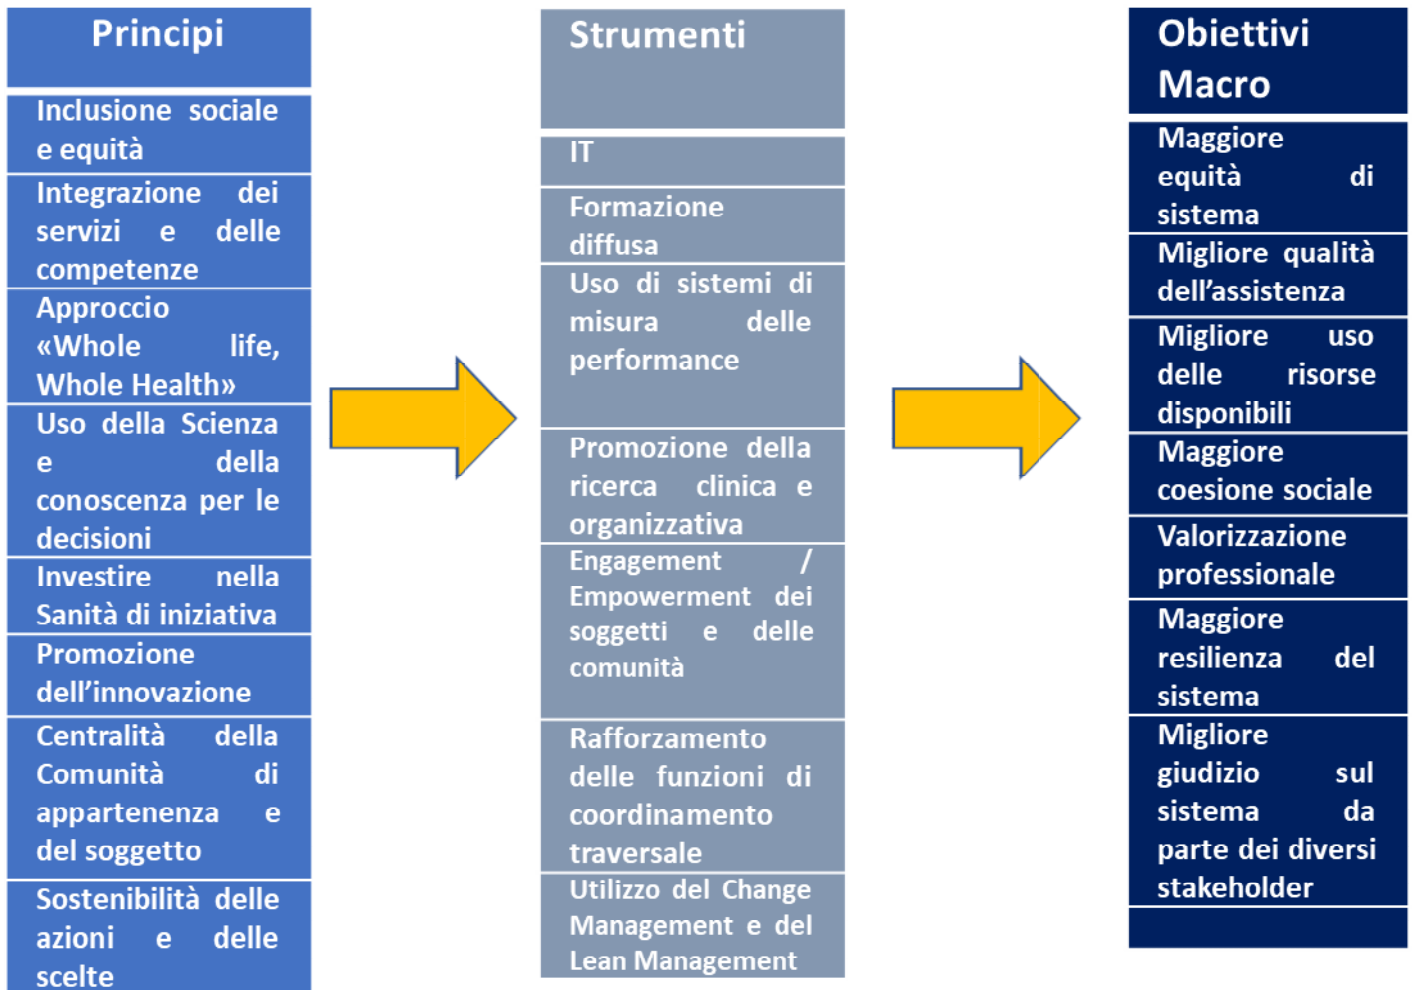 Principi
Inclusione sociale
e equità
Integrazione dei
servizi e delle
competenze
Approccio
«Whole life,
Whole Health»
Uso della Scienza
e della
conoscenza per le
decisioni
Investire nella
Sanità di iniziativa
Promozione
dell’innovazione
Centralità della
Comunità di
appartenenza e
del soggetto
Sostenibilità delle
azioni e delle
scelte
Strumenti
IT
Formazione
diffusa
Uso di sistemi di
misura delle
performance
Promozione della
ricerca clinica e
organizzativa
Engagement /
Empowerment dei
soggetti e delle
comunità
Rafforzamento
delle funzioni di
coordinamento
traversale
Utilizzo del Change
Management e del
Lean Management
Obiettivi
Macro
Maggiore
equità di
sistema
Migliore qualità
dell’assistenza
Migliore uso
delle risorse
disponibili
Maggiore
coesione sociale
Valorizzazione
professionale
Maggiore
resilienza del
sistema
Migliore
giudizio sul
sistema da
parte dei diversi
stakeholder